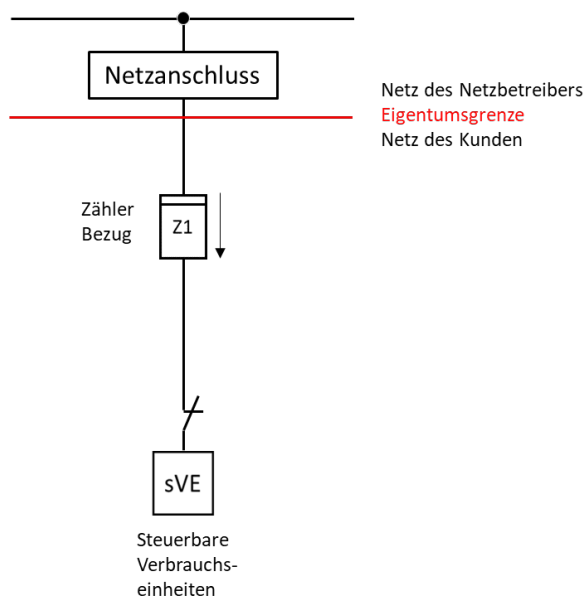 Netzanschluss
Netz des Netzbetreibers
Eigentumsgrenze
Netz des Kunden
Zähler
Bezug
Z1
sVE
Steuerbare
Verbrauchs-
einheiten